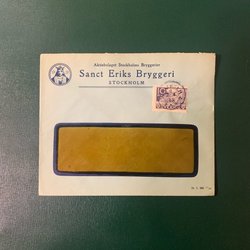 Aktiebolaget Stockholms Bryggerier
Sanct Eriks Bryggeri
STOCKHOLM